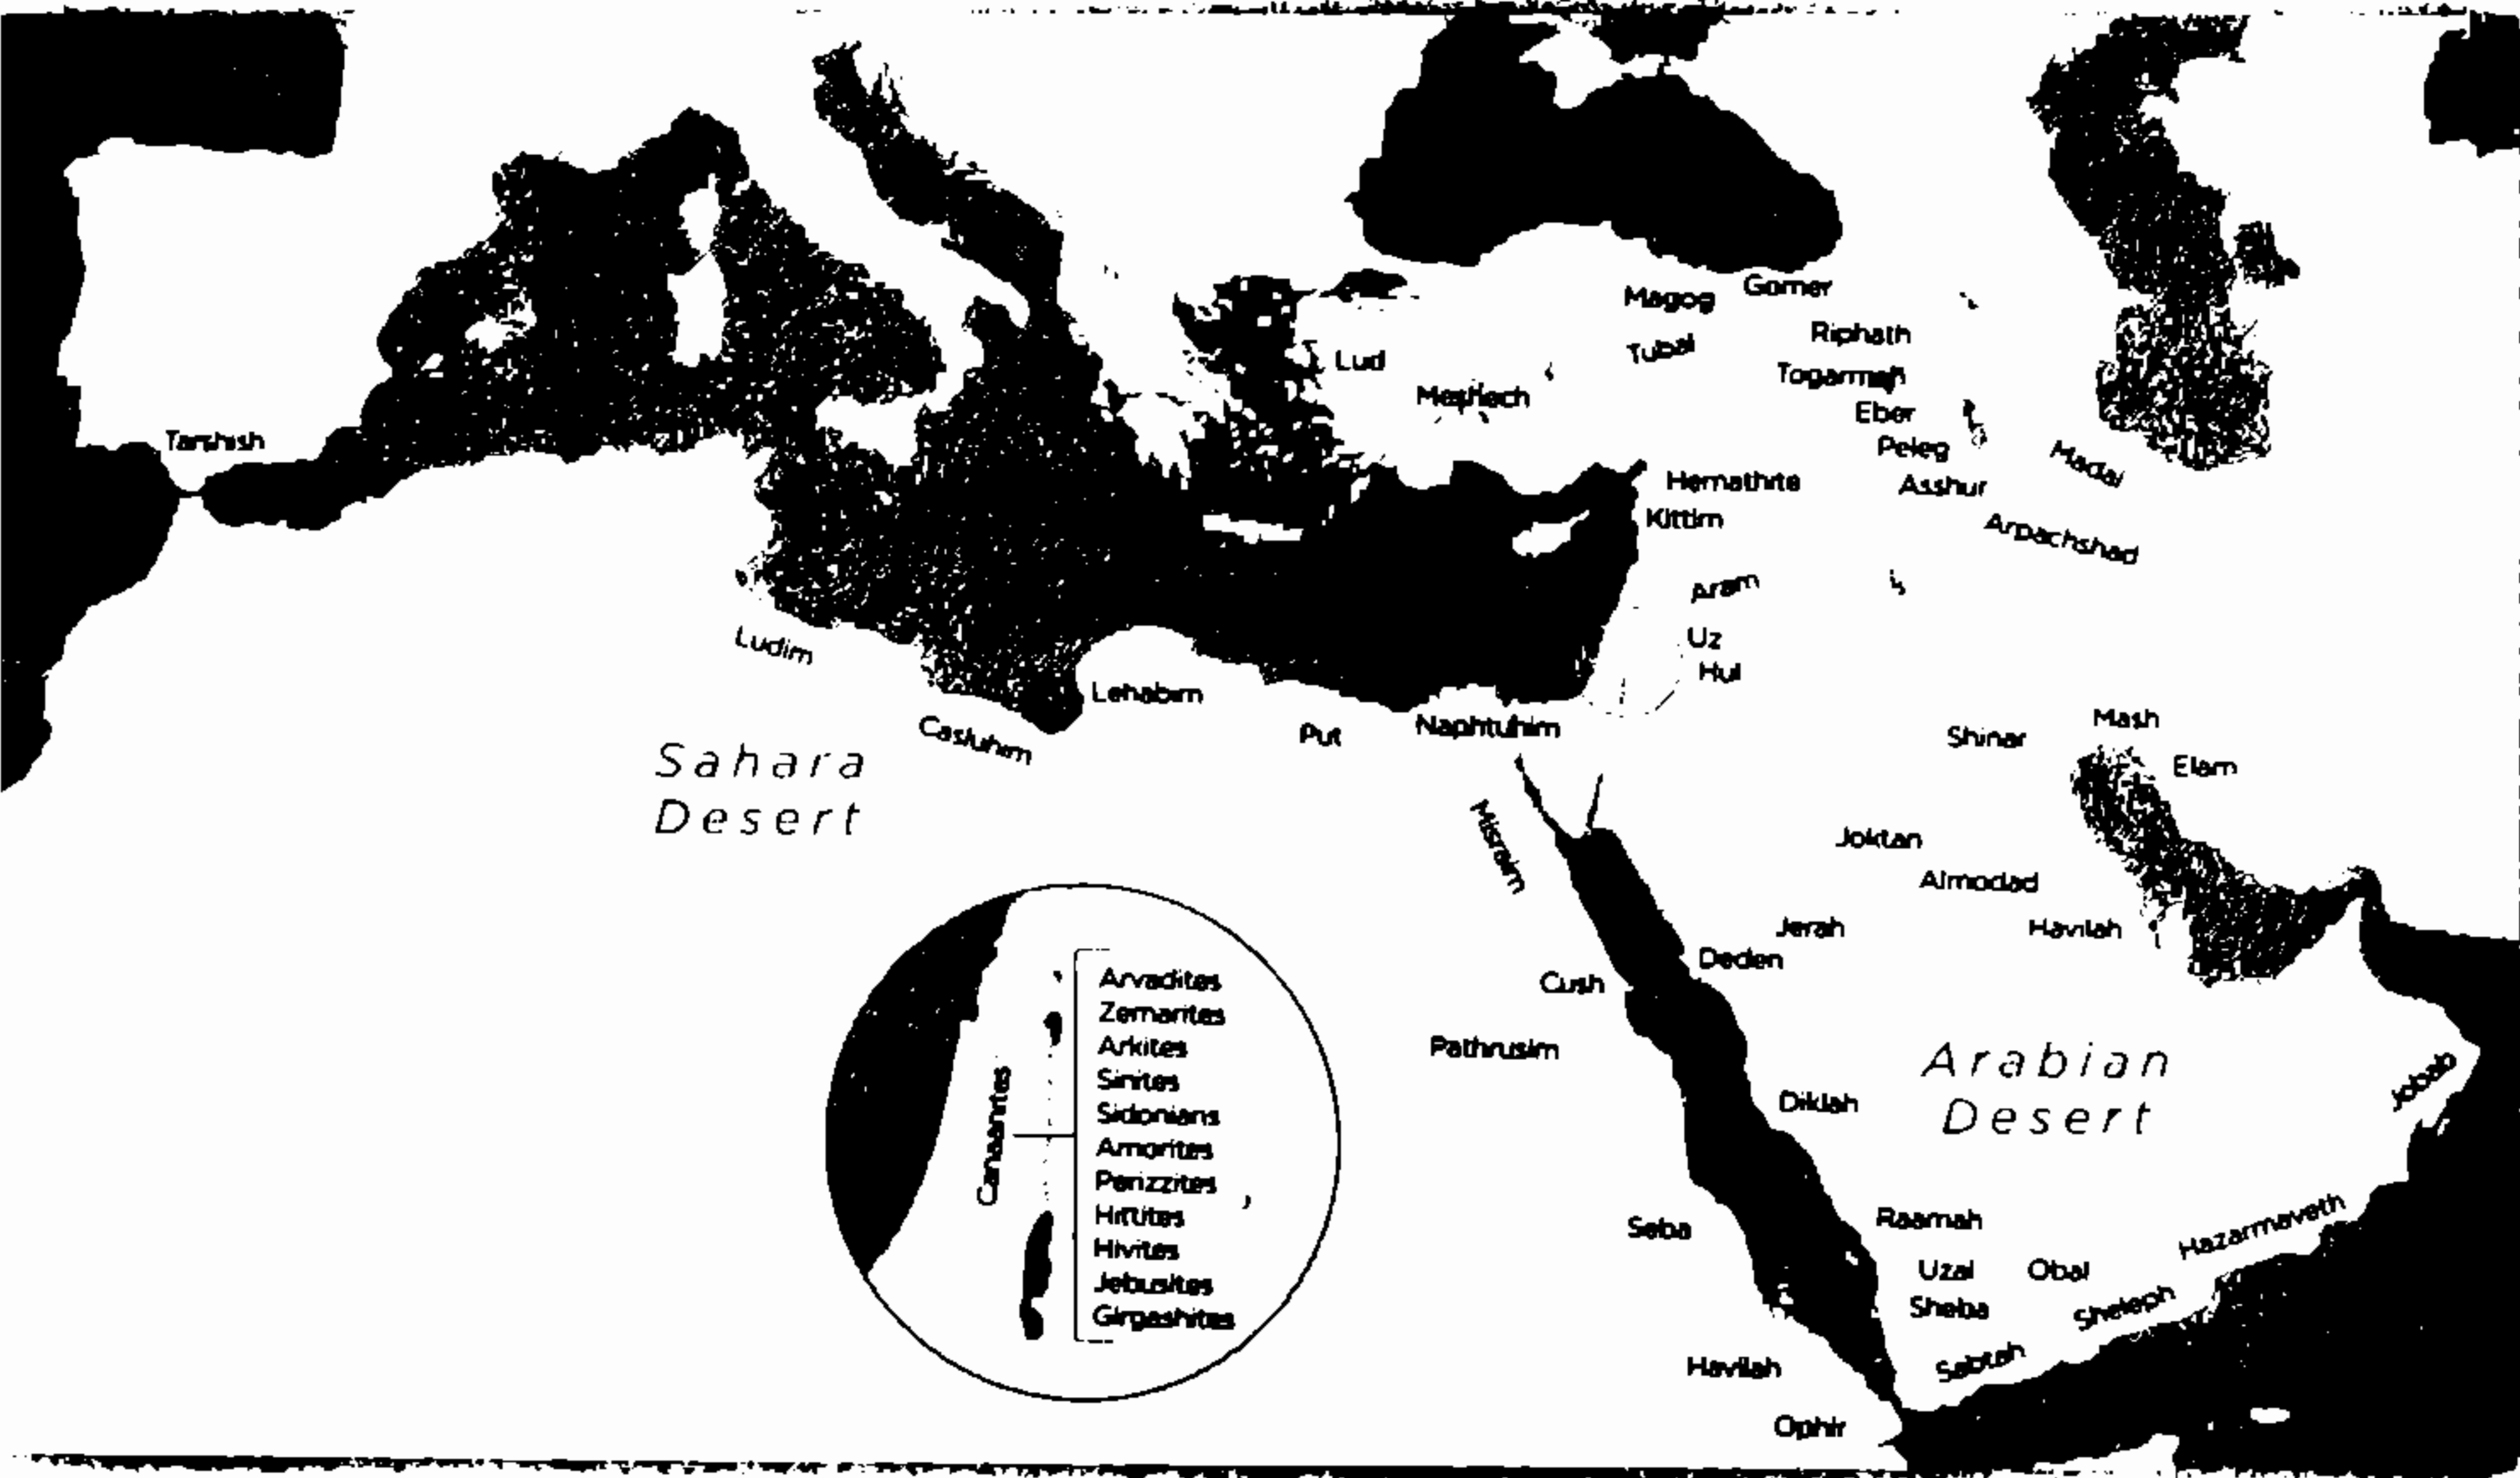 Magog
Gomer
Riphath
Tubal
Lud
Togarmah
Meshech
Eber
Tarshish
Peleg
Madai
Hamathite
Asshur
Kittim
Arpachshad
Aram
Uz
Ludim
Hul
Lehabim
Mash
Casluhim
Put
Naphtuhim
Shinar
Sahara
Desert
Elam
Misraim
Joktan
Almodad
Jerah
Havilah
Dedan
Cush
Canaanites
Arvadites
Zemarites
Arkites
Sinites
Sidonians
Amorites
Perizzites
Hittites
Hivites
Jebusites
Girgashites
Pathrusim
Arabian
Desert
Jobab
Diklah
Seba
Raamah
Hazarmaveth
Uzal
Obal
Sheba
Sheleph
Sabtah
Havilah
Ophir